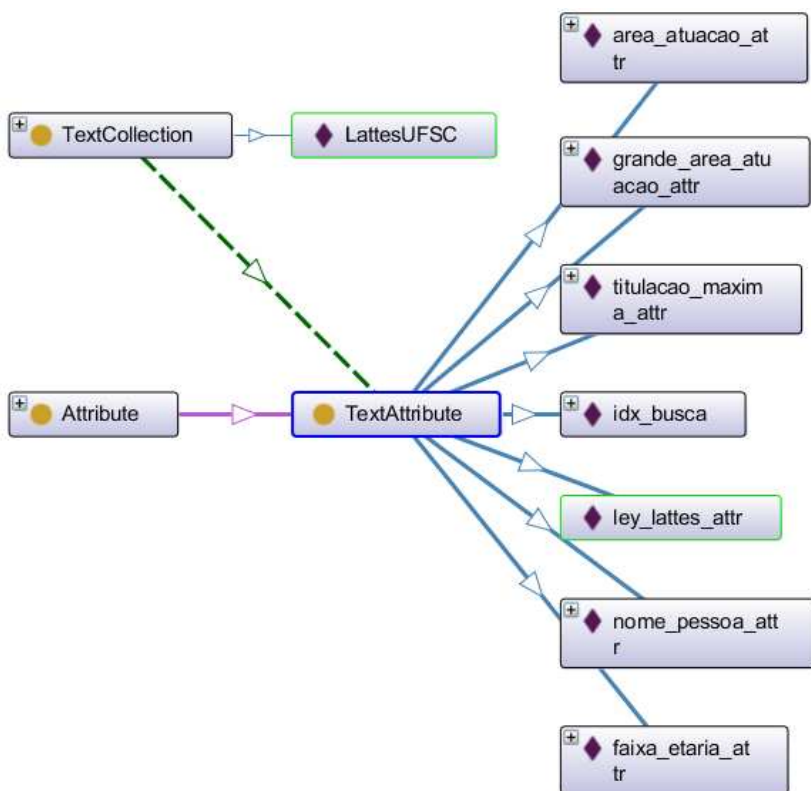 area_atuacao_at
tr
TextCollection
LattesUFSC
grande_area_atu
acao_attr
titulacao_maxim
a_attr
Attribute
TextAttribute
idx_busca
ley_lattes_attr
nome_pessoa_att
r
faixa_etaria_at
tr